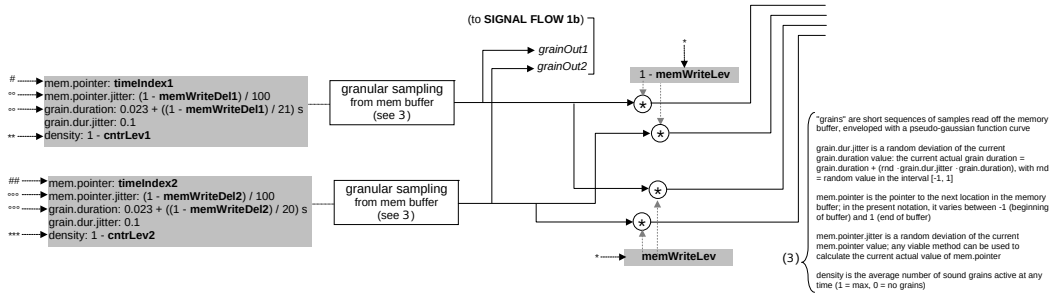 (to SIGNAL FLOW 1b)
grainOut1
grainOut2
*
1 - memWriteLev
# mem.pointer: timeIndex1
°° mem.pointer.jitter: (1 - memWriteDel1) / 100
°° grain.duration: 0.023 + ((1 - memWriteDel1) / 21) s
grain.dur.jitter: 0.1
** density: 1 - cntrLev1
granular sampling
from mem buffer
(see 3)
*
*
## mem.pointer: timeIndex2
°°° mem.pointer.jitter: (1 - memWriteDel2) / 100
°°° grain.duration: 0.023 + ((1 - memWriteDel2) / 20) s
grain.dur.jitter: 0.1
*** density: 1 - cntrLev2
granular sampling
from mem buffer
(see 3)
*
*
* memWriteLev
(3)
"grains" are short sequences of samples read off the memory
buffer, enveloped with a pseudo-gaussian function curve
grain.dur.jitter is a random deviation of the current
grain.duration value: the current actual grain duration =
grain.duration + (rnd ·grain.dur.jitter ·grain.duration), with rnd
= random value in the interval [-1, 1]
mem.pointer is the pointer to the next location in the memory
buffer; in the present notation, it varies between -1 (beginning
of buffer) and 1 (end of buffer)
mem.pointer.jitter is a random deviation of the current
mem.pointer value; any viable method can be used to
calculate the current actual value of mem.pointer
density is the average number of sound grains active at any
time (1 = max, 0 = no grains)